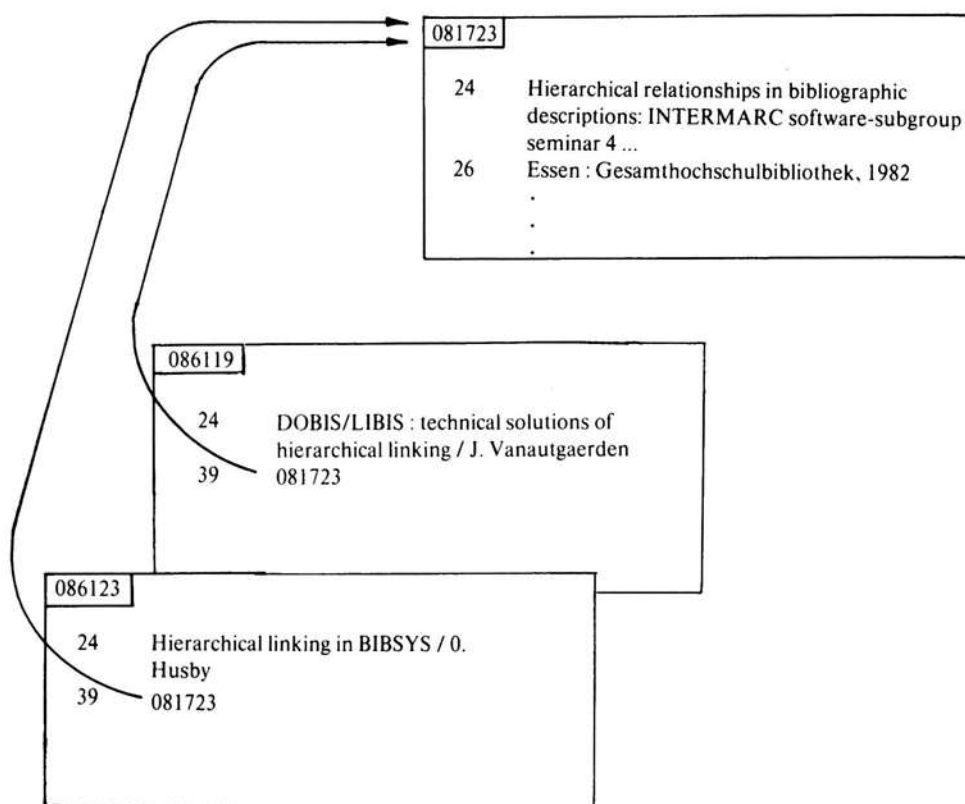 081723
24 Hierarchical relationships in bibliographic
descriptions: INTERMARC software-subgroup
seminar 4 ...
26 Essen : Gesamthochschulbibliothek, 1982
.
.
.
086119
24 DOBIS/LIBIS : technical solutions of
hierarchical linking / J. Vanautgaerden
39 081723
086123
24 Hierarchical linking in BIBSYS / 0.
Husby
39 081723